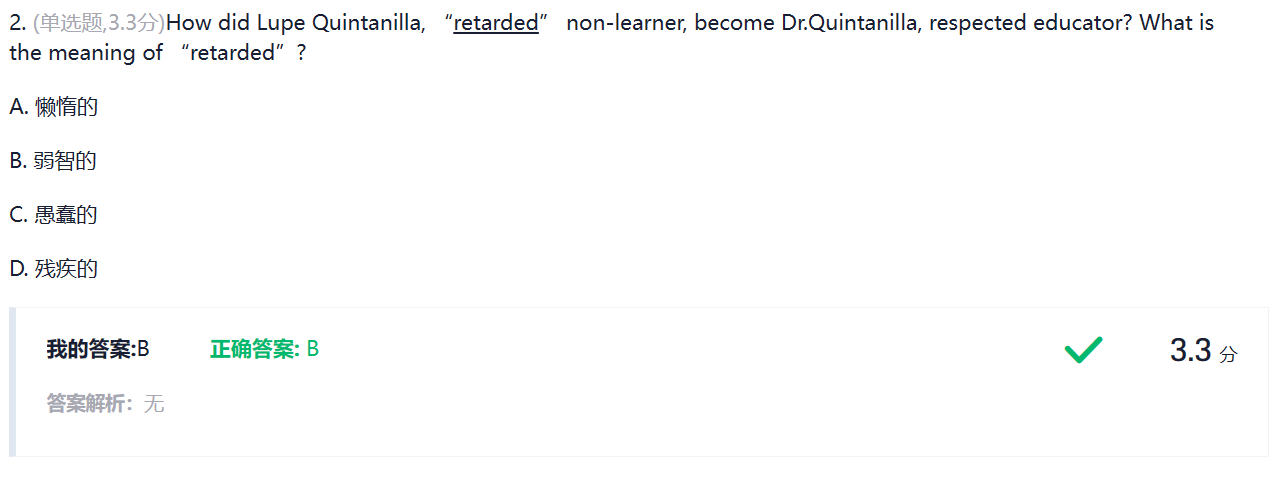 2. (单选题,3.3分)How did Lupe Quintanilla, “retarded” non-learner, become Dr.Quintanilla, respected educator? What is
the meaning of “retarded”?
A. 懒惰的
B. 弱智的
C. 愚蠢的
D. 残疾的
我的答案:B 正确答案: B 3.3 分
答案解析：无